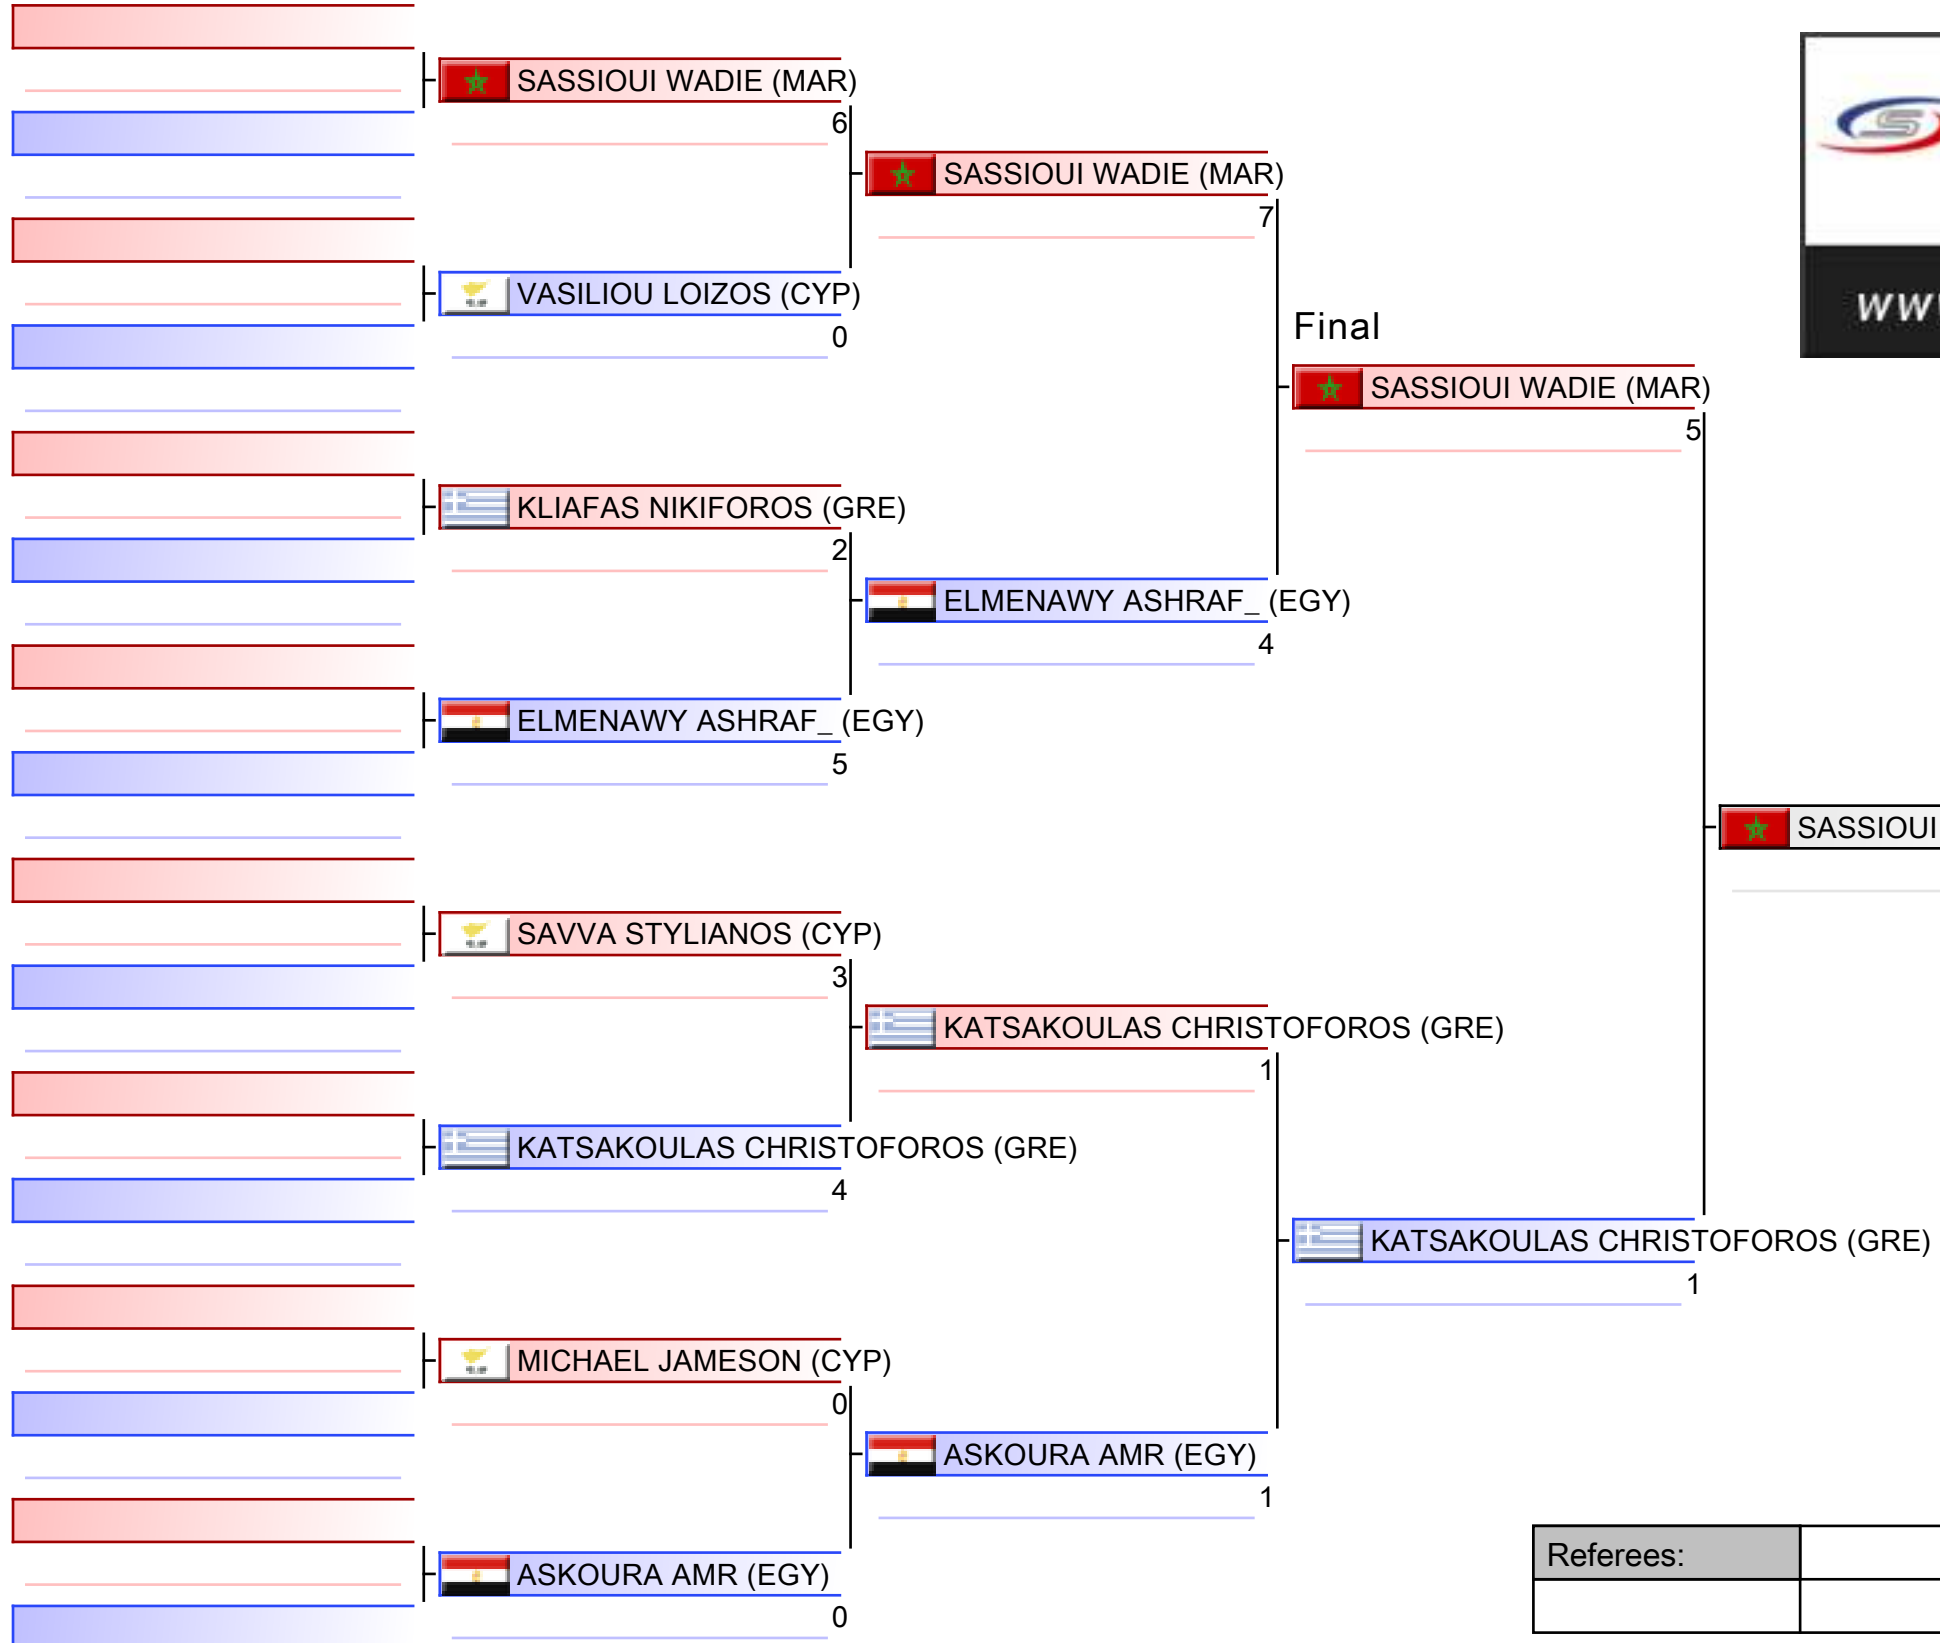 SASSIOUI WADIE (MAR)
6
SASSIOUI WADIE (MAR)
7
VASILIOU LOIZOS (CYP)
0
Final
SASSIOUI WADIE (MAR)
5
KLIAFAS NIKIFOROS (GRE)
2
ELMENAWY ASHRAF_ (EGY)
4
ELMENAWY ASHRAF_ (EGY)
5
SASSIOUI
SAVVA STYLIANOS (CYP)
3
KATSAKOULAS CHRISTOFOROS (GRE)
1
KATSAKOULAS CHRISTOFOROS (GRE)
4
KATSAKOULAS CHRISTOFOROS (GRE)
1
MICHAEL JAMESON (CYP)
0
ASKOURA AMR (EGY)
1
ASKOURA AMR (EGY)
0
Referees: